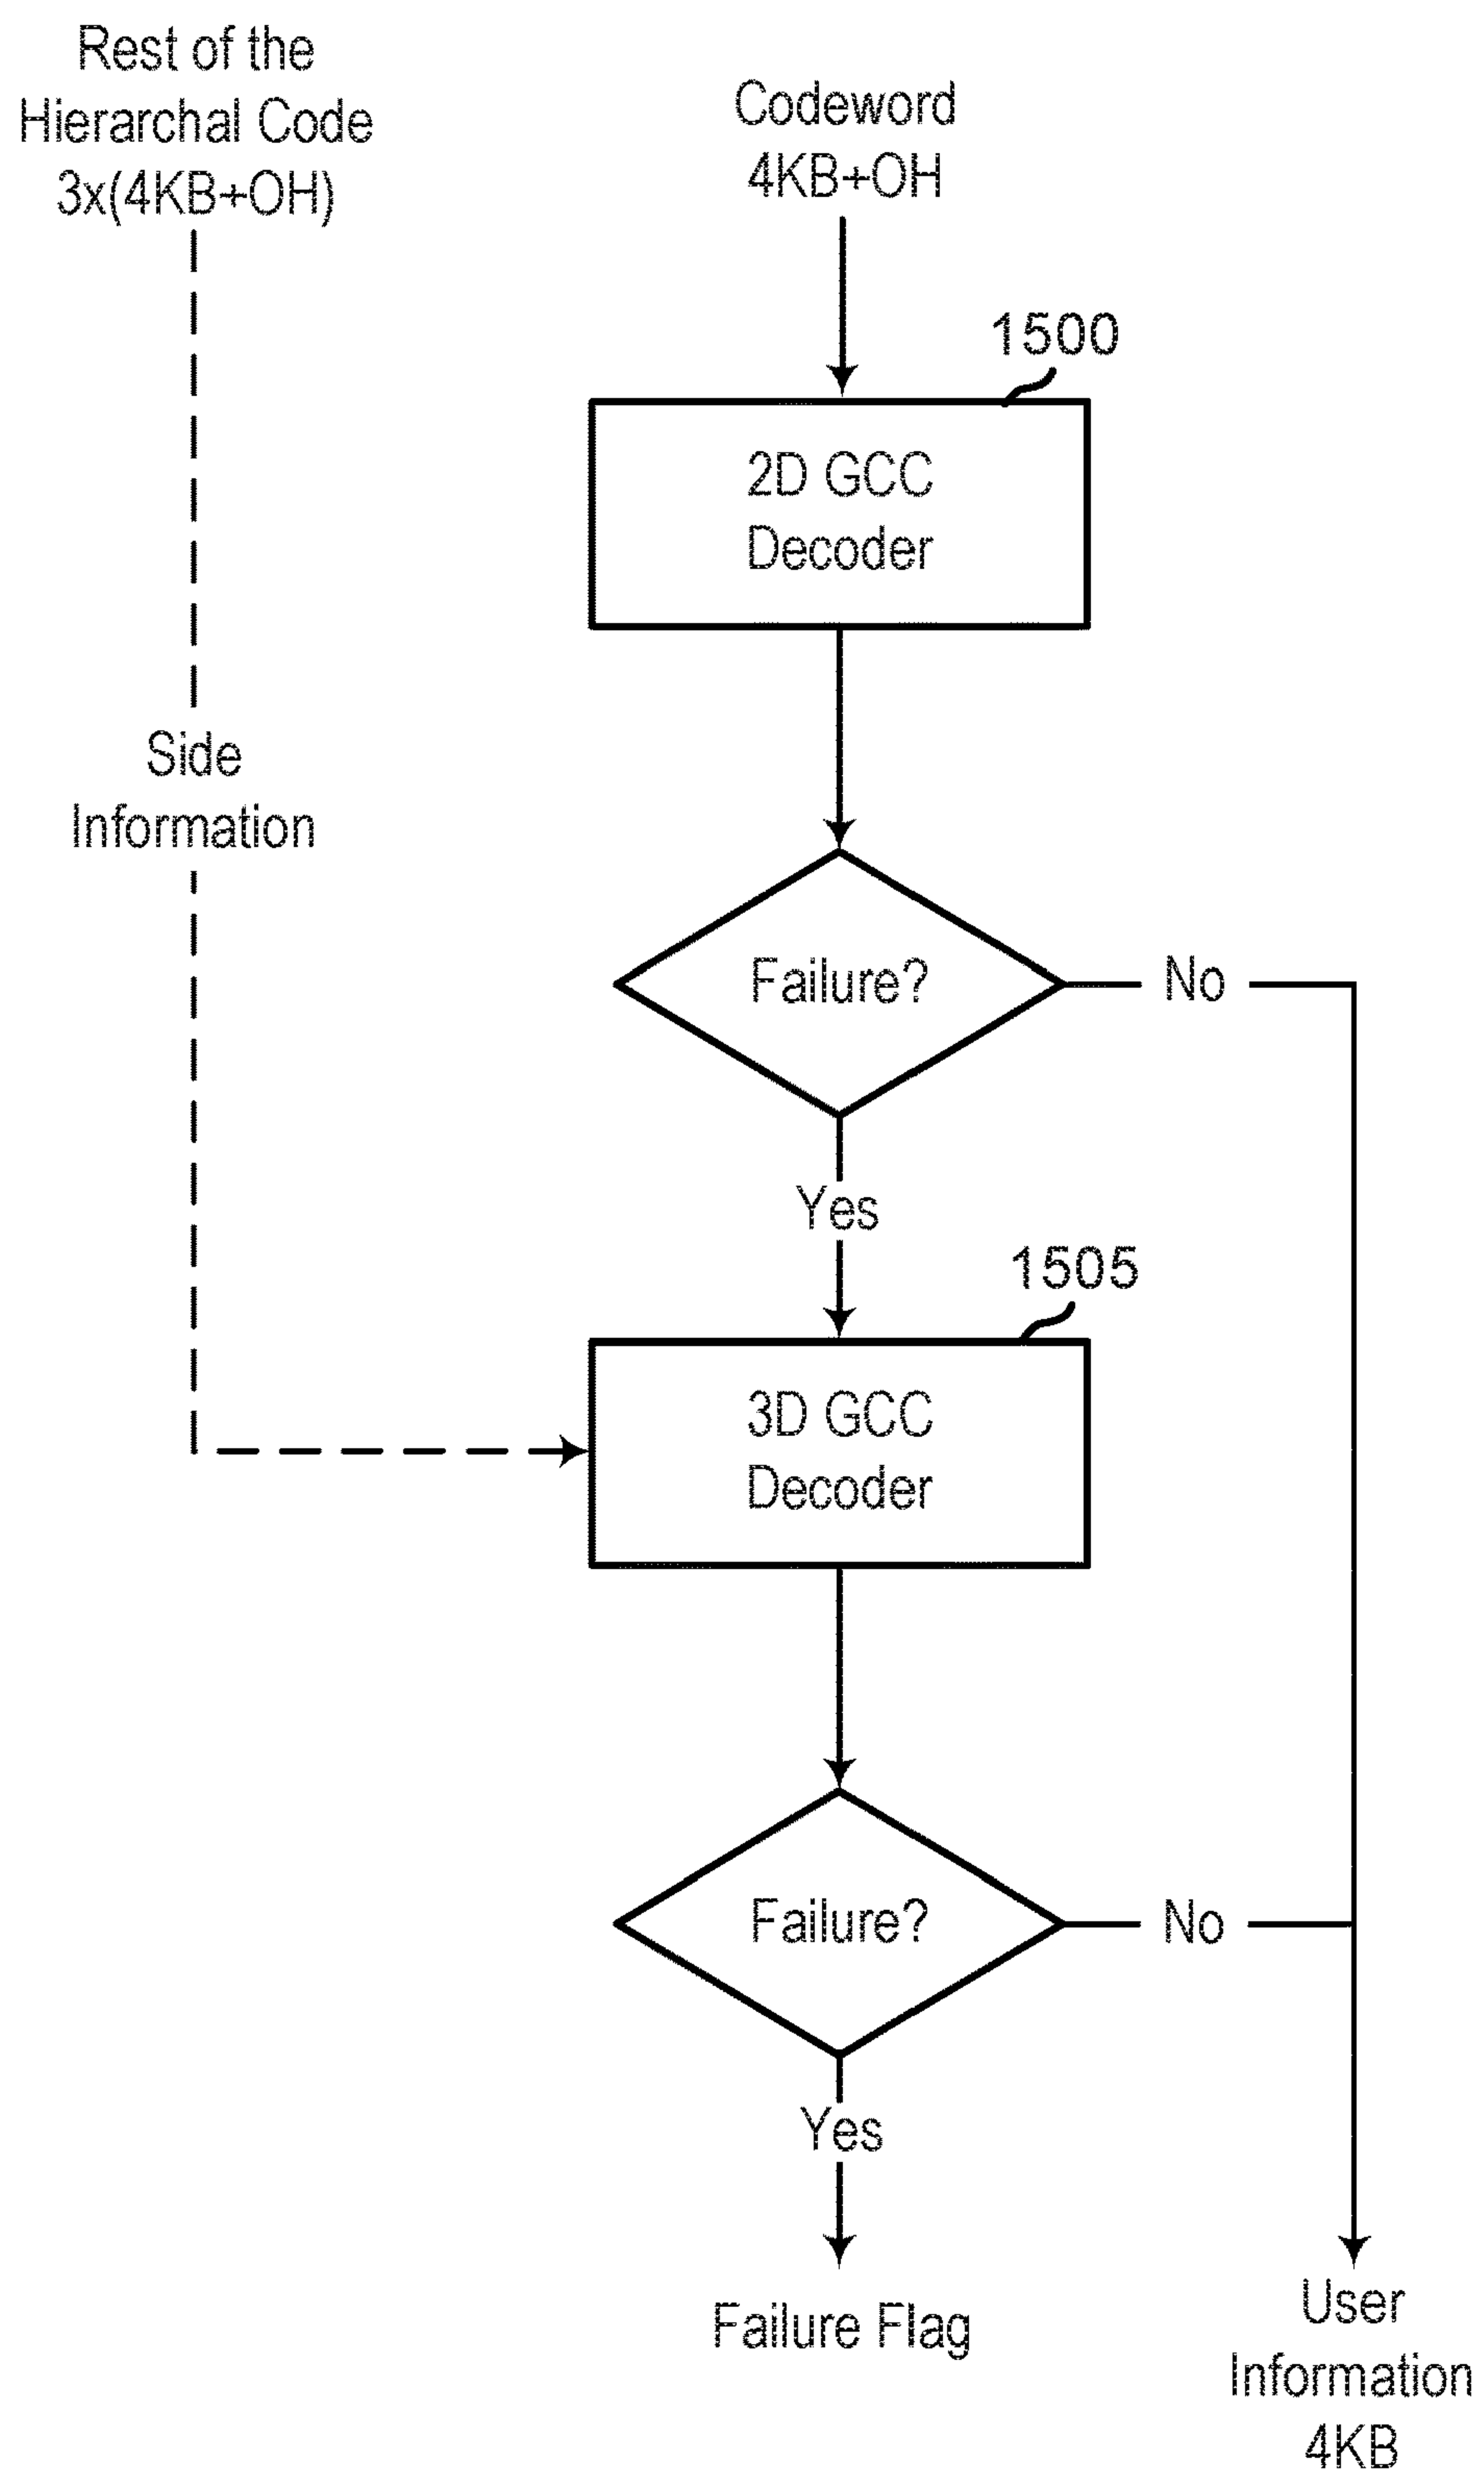 Rest of the
Hierarchal Code
3x(4KB+OH)
Codeword
4KB+OH
1500
2D GCC
Decoder
Side
Information
Failure?
No
Yes
1505
3D GCC
Decoder
Failure?
No
Yes
Failure Flag
User
Information
4KB